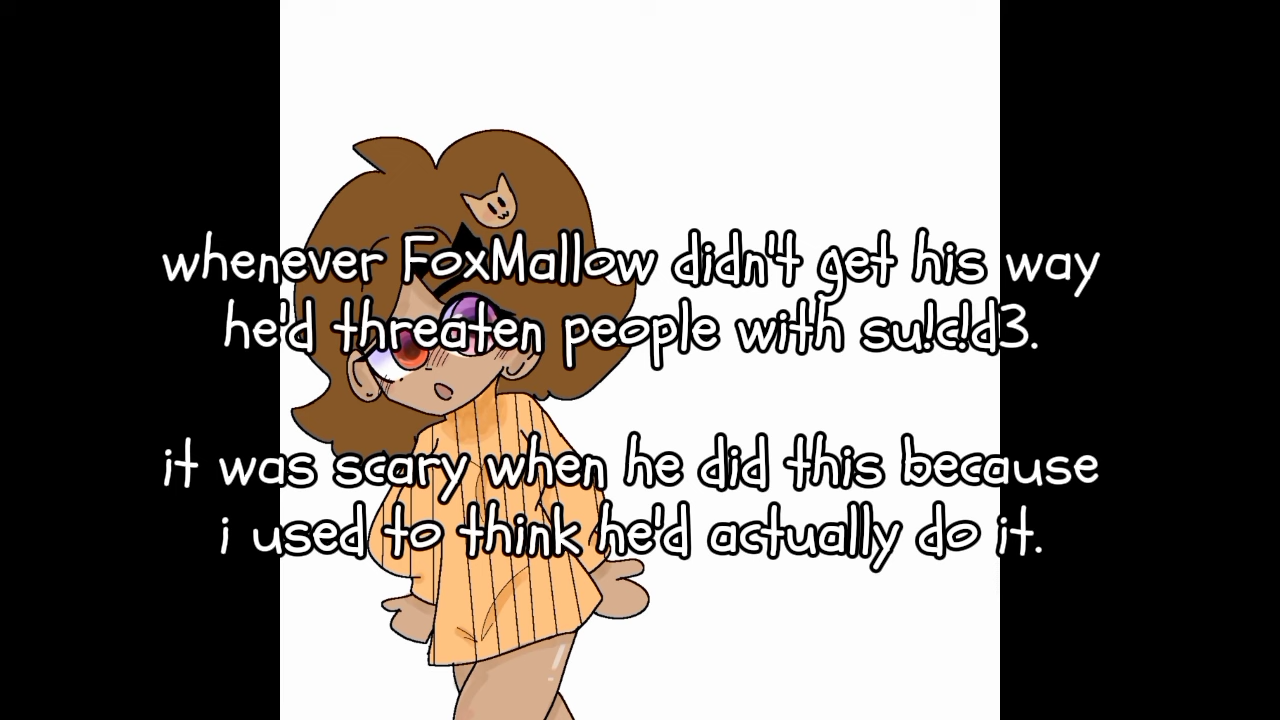 whenever FoxMallow didn't get his way
he'd threaten people with su!c!d3.
it was scary when he did this because
i used to think he'd actually do it.